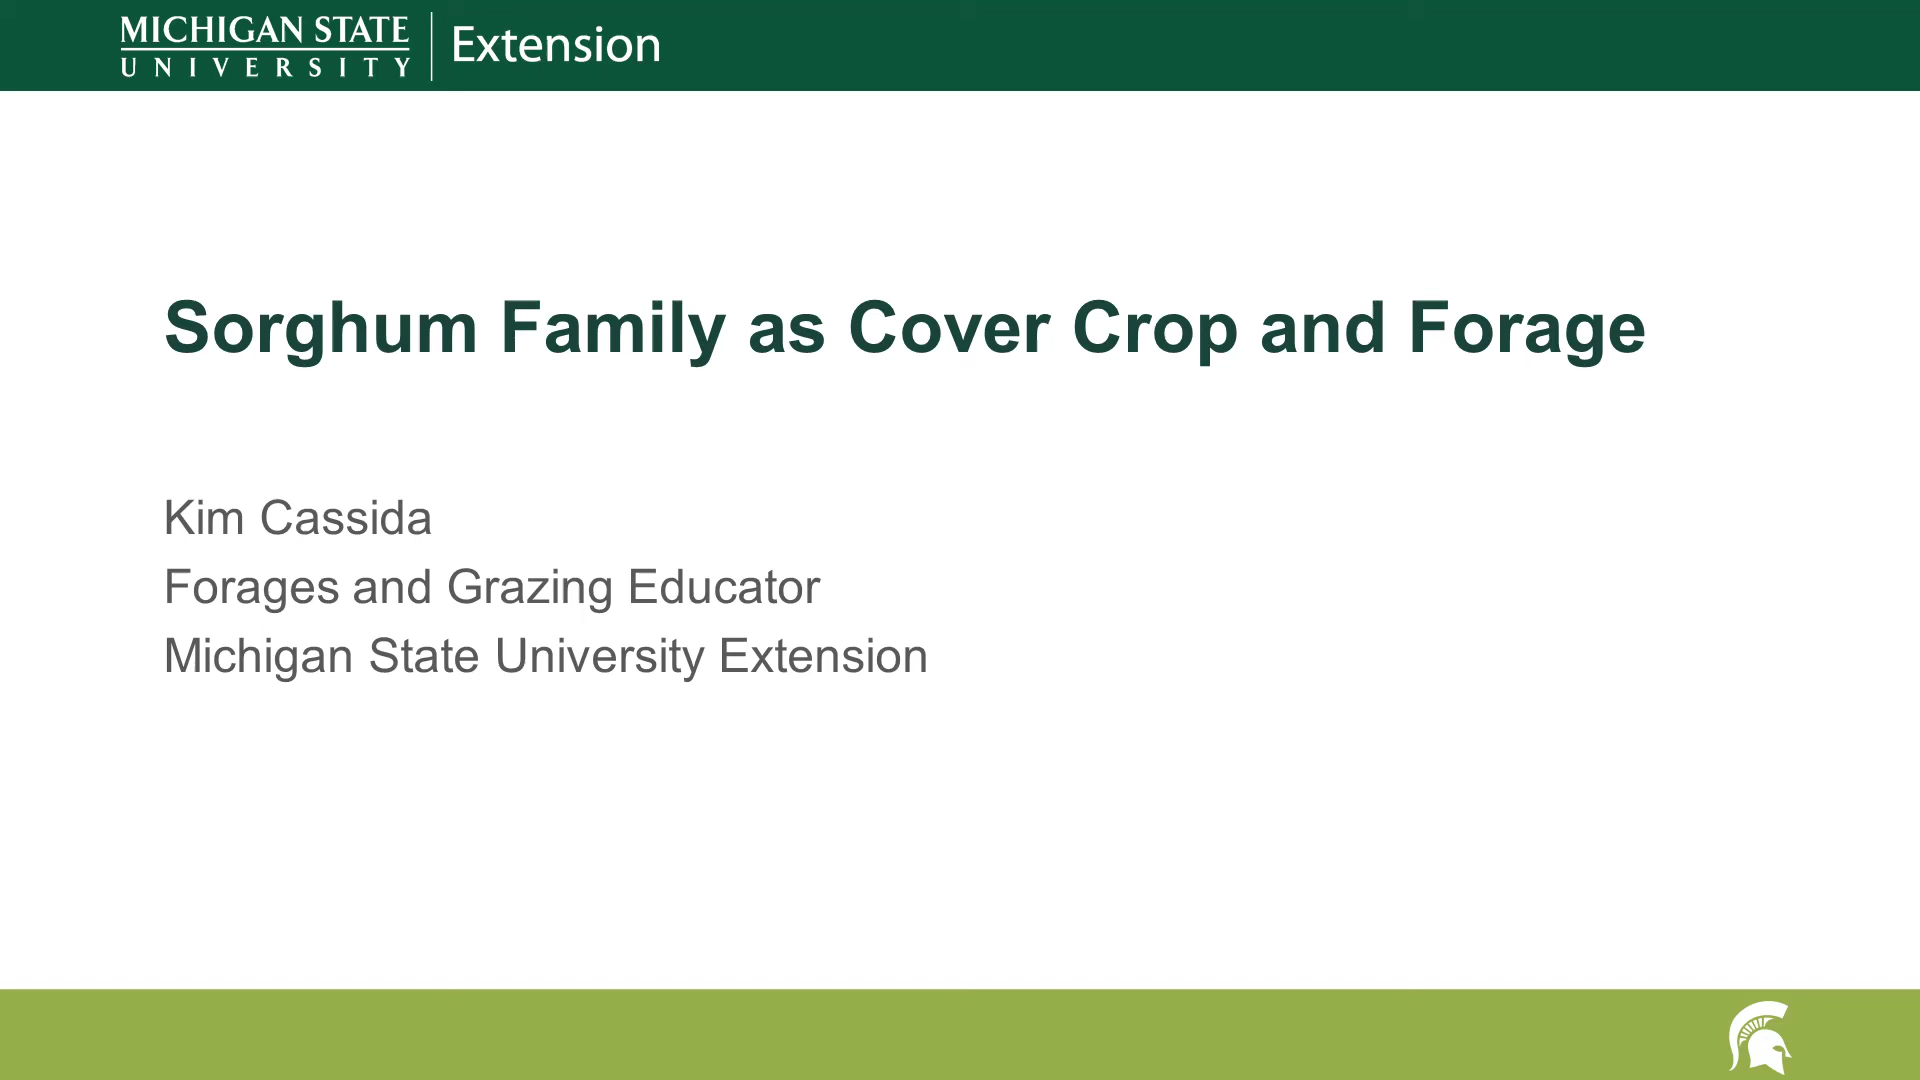 MICHIGAN STATE
UNIVERSITY
Extension
Sorghum Family as Cover Crop and Forage
Kim Cassida
Forages and Grazing Educator
Michigan State University Extension